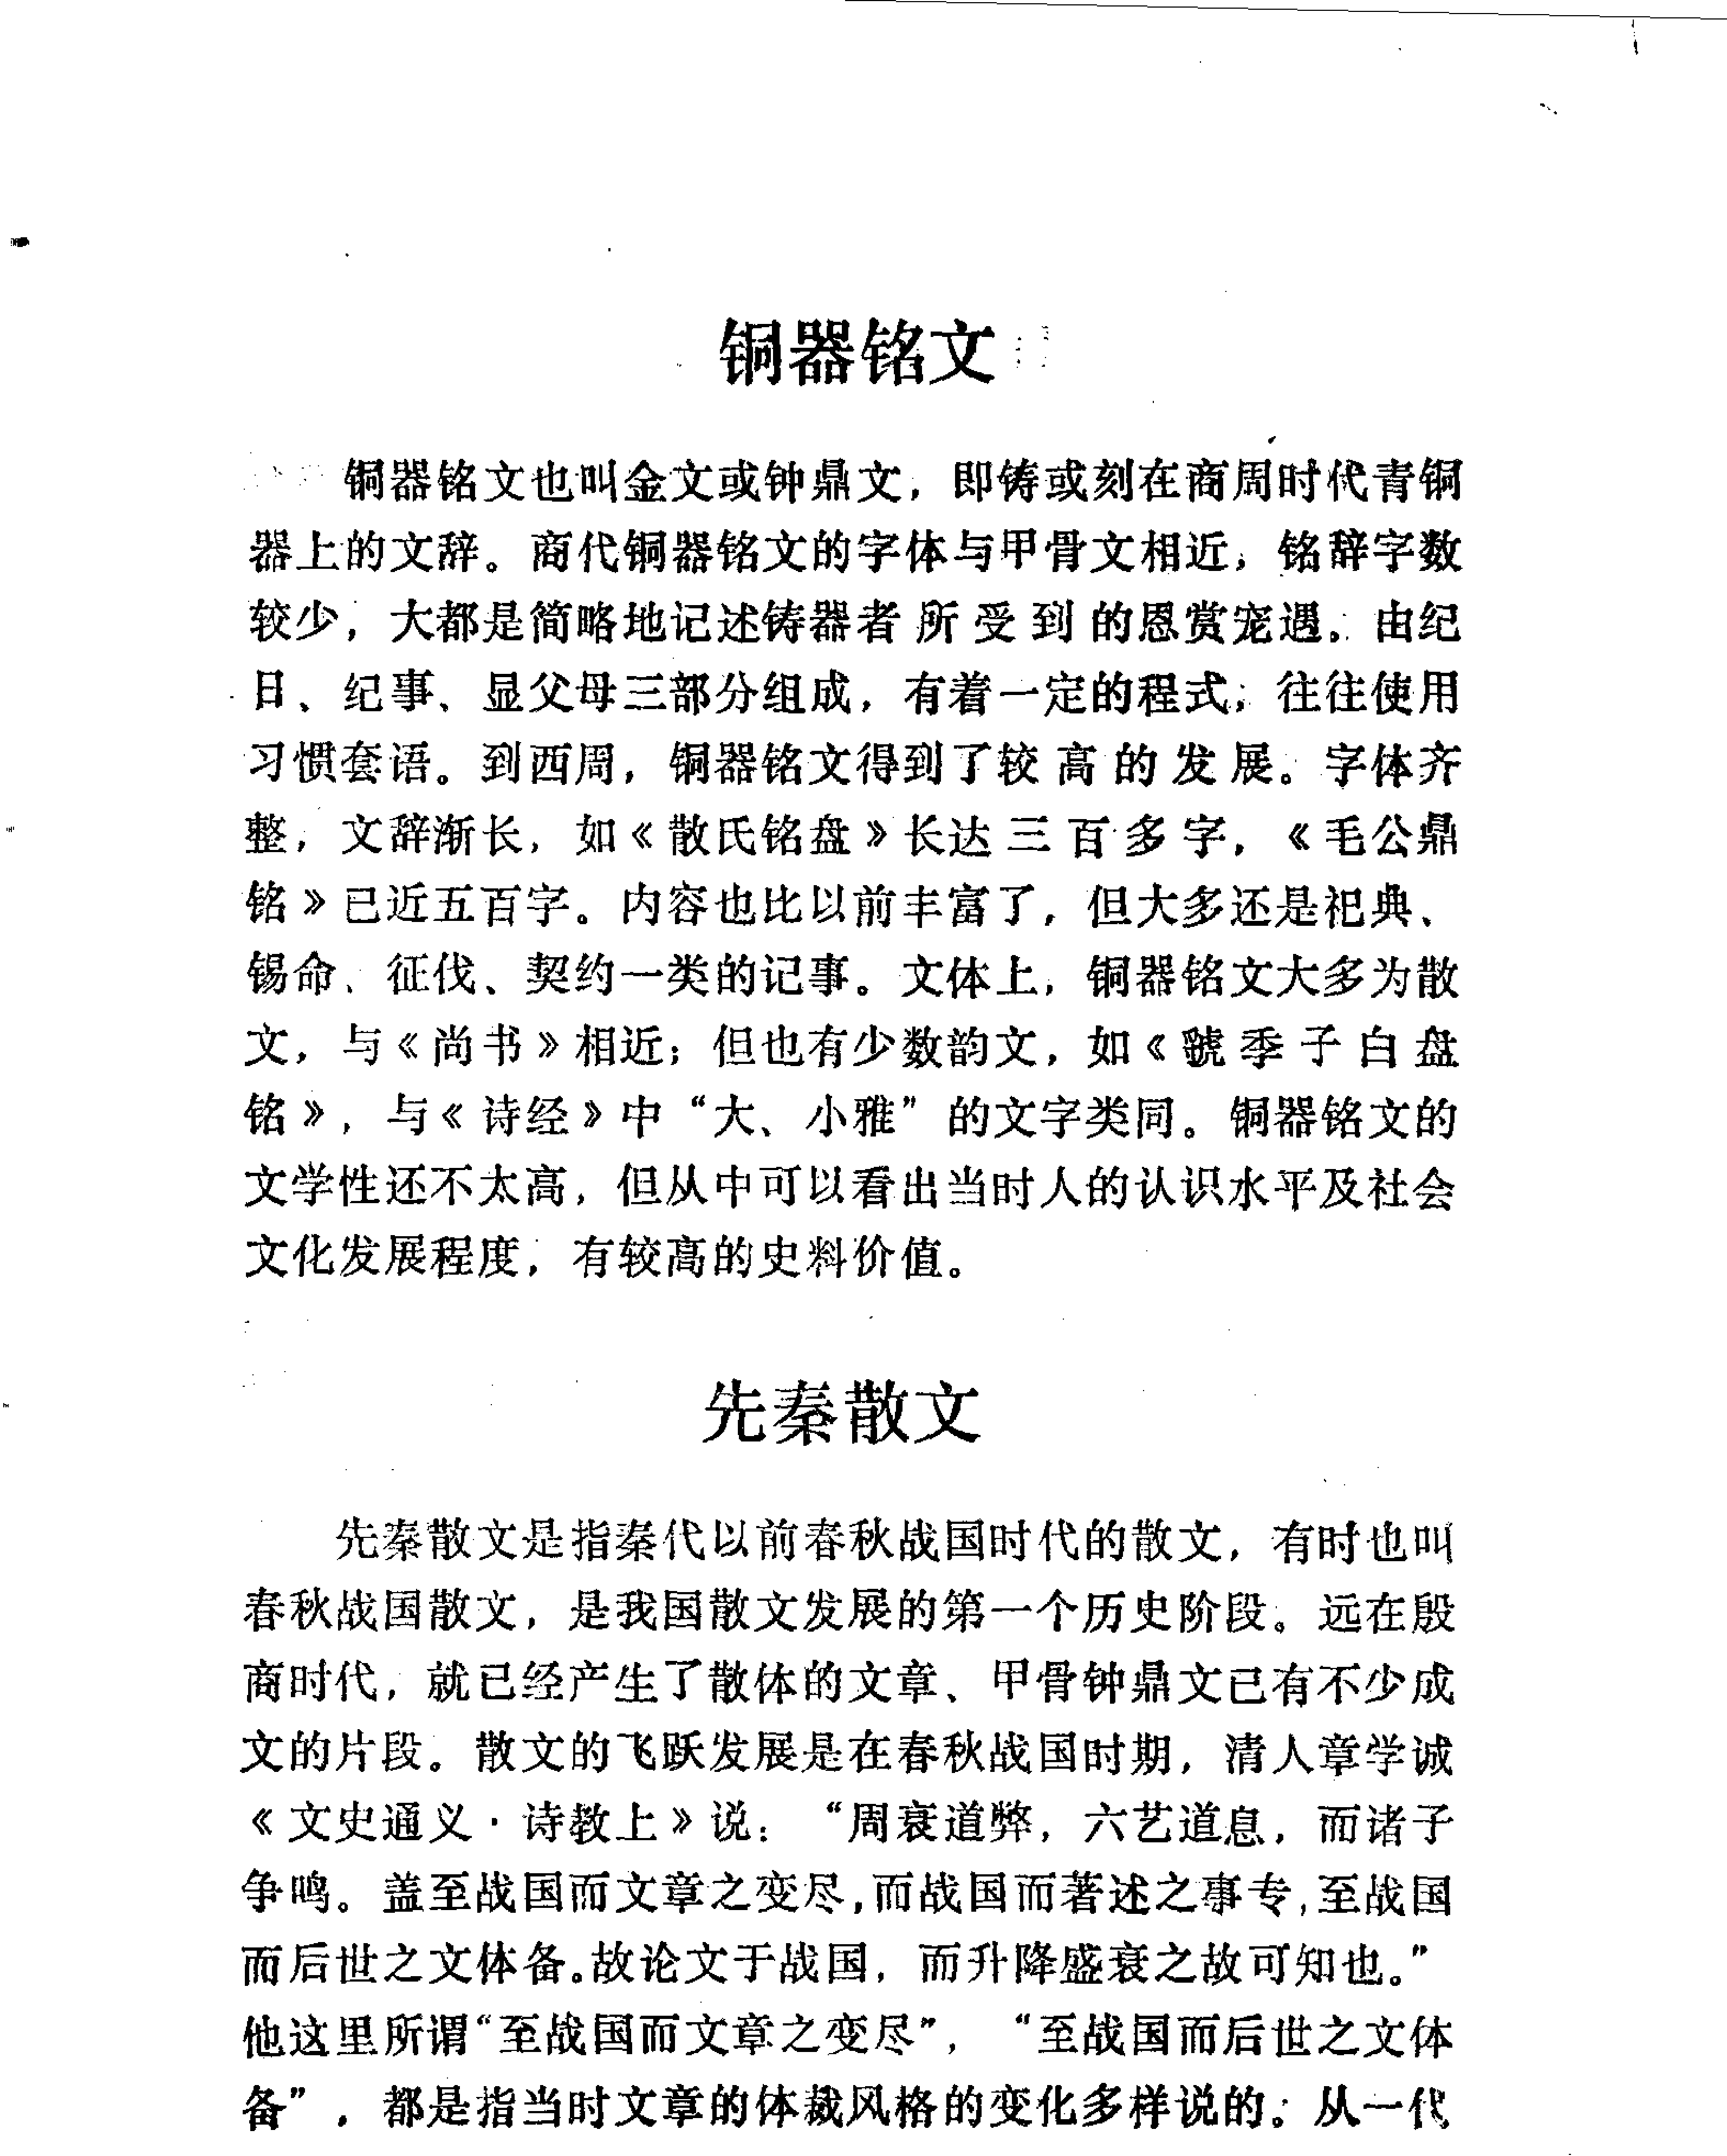 铜器铭文
铜器铭文也叫金文或钟鼎文，即铸或刻在商周时代青铜
器上的文辞。商代铜器铭文的字体与甲骨文相近，铭辞字数
较少，大都是简略地记述铸器者所受到的恩赏宠遇。由纪
日、纪事、显父母三部分组成，有着一定的程式，往往使用
习惯套语。到西周，铜器铭文得到了较高的发展。字体齐
整，文辞渐长，如《散氏铭盘》长达三百多字，《毛公鼎
铭》已近五百字。内容也比以前丰富了，但大多还是祀典、
锡命、征伐、契约一类的记事。文体上，铜器铭文大多为散
文，与《尚书》相近；但也有少数韵文，如《虢季子白盘
铭》，与《诗经》中“大、小雅”的文字类同。铜器铭文的
文学性还不太高，但从中可以看出当时人的认识水平及社会
文化发展程度，有较高的史料价值。
先秦散文
先秦散文是指秦代以前春秋战国时代的散文，有时也叫
春秋战国散文，是我国散文发展的第一个历史阶段。远在殷
商时代，就已经产生了散体的文章、甲骨钟鼎文已有不少成
文的片段。散文的飞跃发展是在春秋战国时期，清人章学诚
《文史通义·诗教上》说：“周衰道弊，六艺道息，而诸子
争鸣。盖至战国而文章之变尽,而战国而著述之事专,至战国
而后世之文体备。故论文于战国，而升降盛衰之故可知也。”
他这里所谓“至战国而文章之变尽”，“至战国而后世之文体
备”，都是指当时文章的体裁风格的变化多样说的。从一代